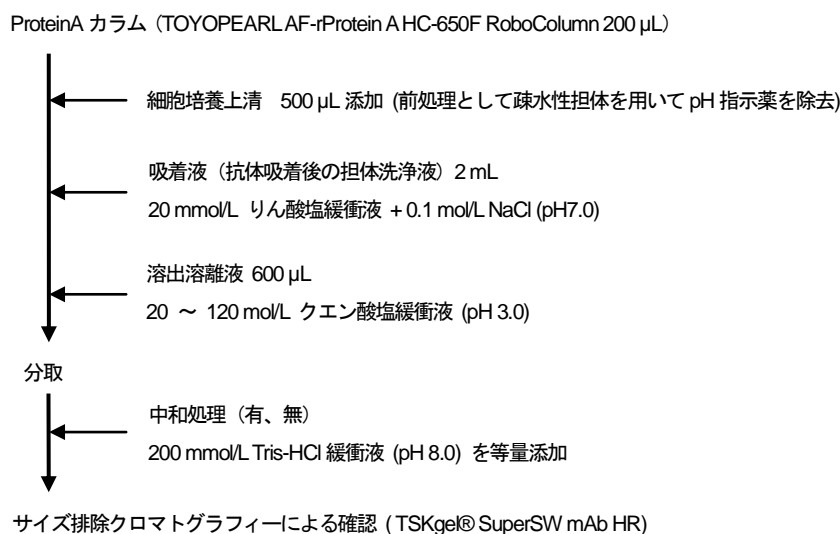 ProteinA カラム (TOYOPEARL AF-rProtein A HC-650F RoboColumn 200 µL)
細胞培養上清　500 µL 添加 (前処理として疎水性担体を用いて pH 指示薬を除去)
吸着液（抗体吸着後の担体洗浄液）2 mL
20 mmol/L りん酸塩緩衝液 + 0.1 mol/L NaCl (pH7.0)
溶出溶離液 600 µL
20 ～ 120 mol/L クエン酸塩緩衝液 (pH 3.0)
分取
中和処理（有、無）
200 mmol/L Tris-HCl 緩衝液 (pH 8.0) を等量添加
サイズ排除クロマトグラフィーによる確認 ( TSKgel® SuperSW mAb HR)